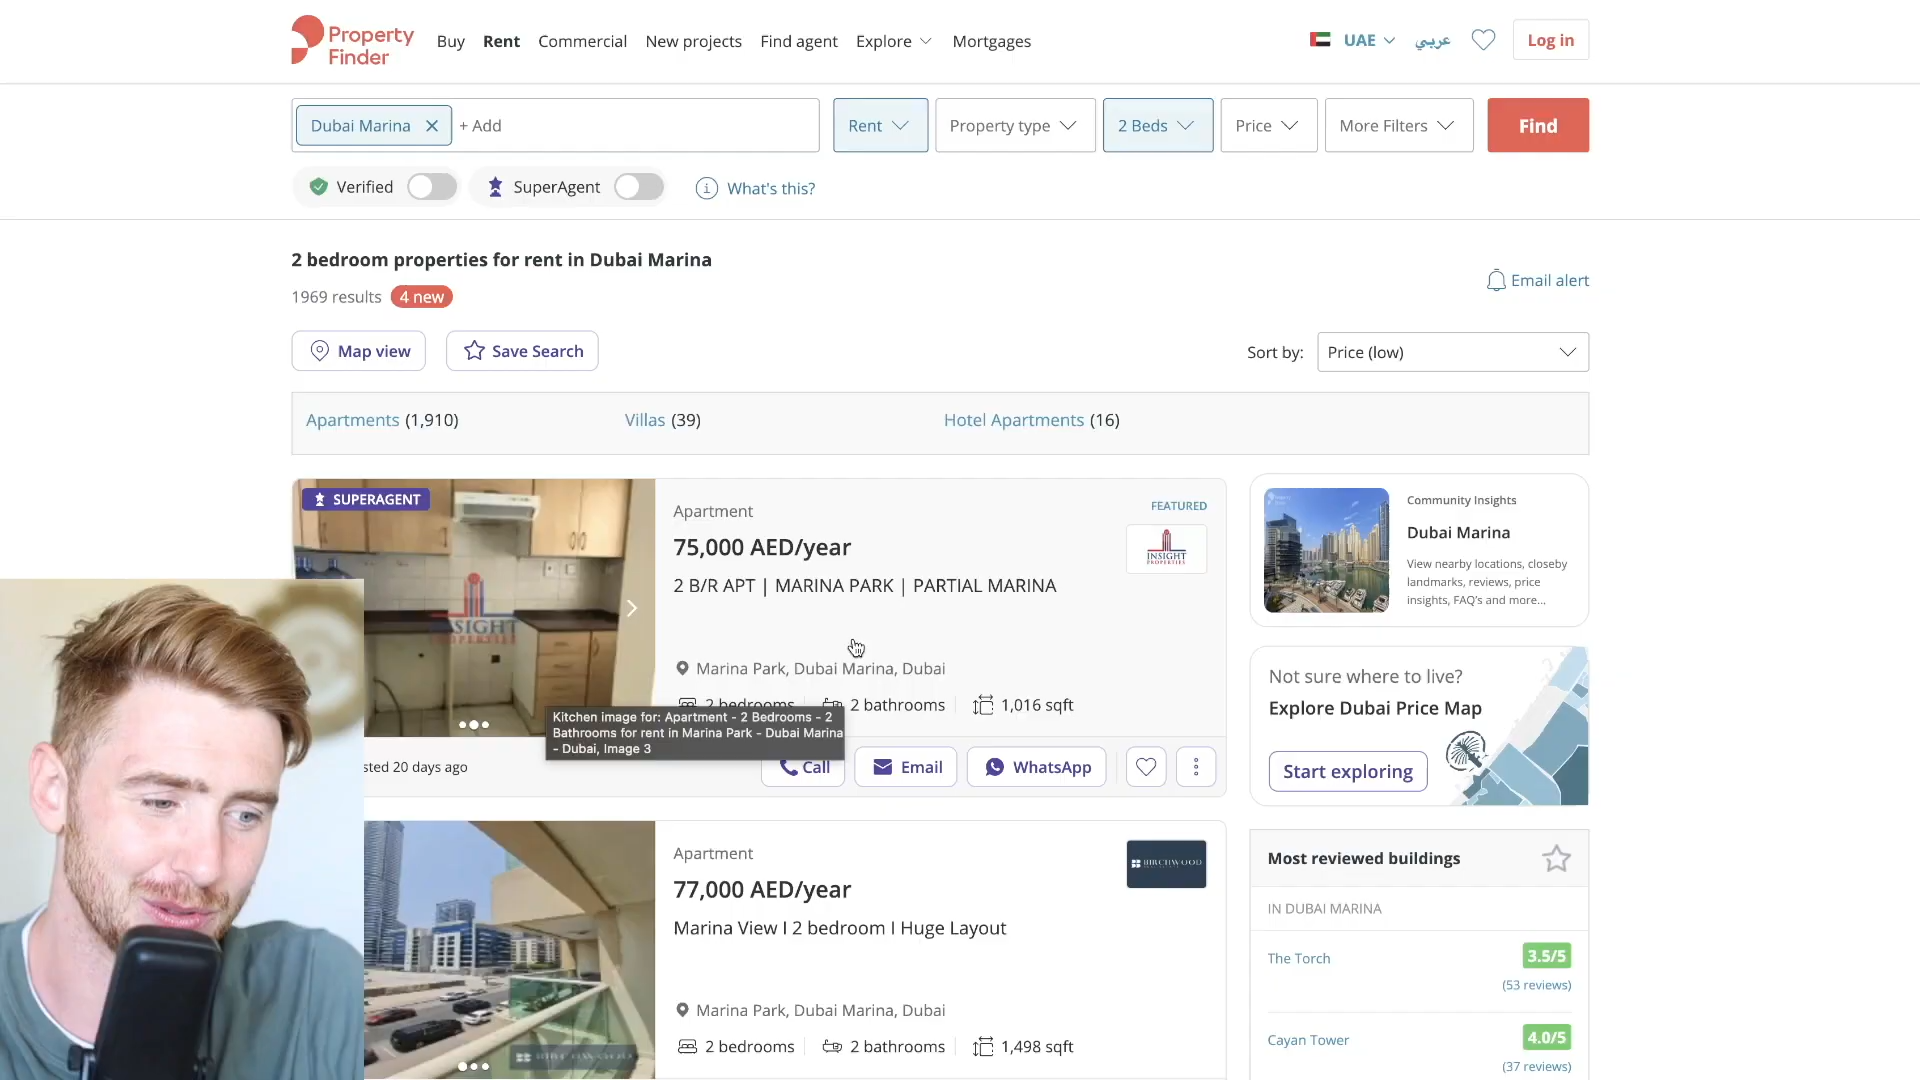 Property
Finder
Buy
Rent
Commercial
New projects
Find agent
Explore
Mortgages
UAE
عربي
Log in
Dubai Marina
+ Add
Rent
Property type
2 Beds
Price
More Filters
Find
Verified
SuperAgent
What's this?
2 bedroom properties for rent in Dubai Marina
1969 results
4 new
Email alert
Map view
Save Search
Sort by:
Price (low)
Apartments (1,910)
Villas (39)
Hotel Apartments (16)
SUPERAGENT
INSIGHT
PROPERTIES
Apartment
FEATURED
75,000 AED/year
INSIGHT
PROPERTIES
2 B/R APT | MARINA PARK | PARTIAL MARINA
Marina Park, Dubai Marina, Dubai
2 bedrooms
2 bathrooms
1,016 sqft
Kitchen image for: Apartment - 2 Bedrooms - 2
Bathrooms for rent in Marina Park - Dubai Marina
- Dubai, Image 3
sted 20 days ago
Call
Email
WhatsApp
Apartment
77,000 AED/year
BIRCHWOOD
Marina View I 2 bedroom I Huge Layout
Marina Park, Dubai Marina, Dubai
2 bedrooms
2 bathrooms
1,498 sqft
Community Insights
Dubai Marina
View nearby locations, closeby
landmarks, reviews, price
insights, FAQ's and more...
Not sure where to live?
Explore Dubai Price Map
Start exploring
Most reviewed buildings
IN DUBAI MARINA
The Torch
3.5/5
(53 reviews)
Cayan Tower
4.0/5
(37 reviews)